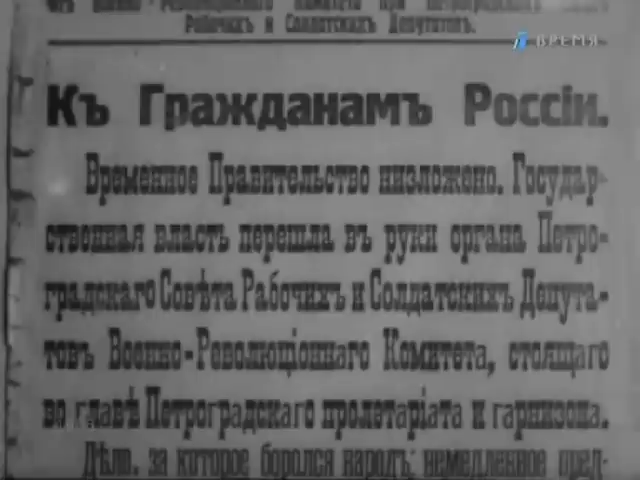 Рабочихъ и Солдатскихъ Депутатовъ.
ВРЕМЯ
Къ Гражданамъ Россіи.
Временное Правительство низложено. Государ-
ственная власть перешла въ руки органа Петро-
градскаго Совѣта Рабочихъ и Солдатскихъ Депута-
товъ Военно-Революціоннаго Комитета, стоящаго
во главѣ Петроградскаго пролетаріата и гарнизона.
Дѣло, за которое боролся народъ: немедленное пред-